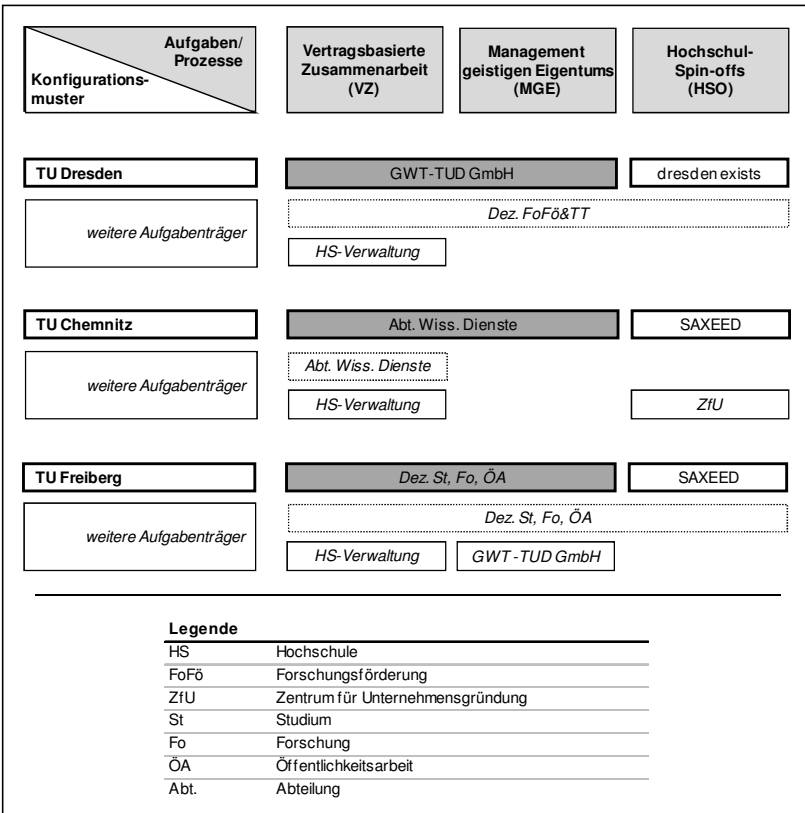 Aufgaben/
Prozesse
Konfigurations-
muster
Vertragsbasierte
Zusammenarbeit
(VZ)
Management
geistigen Eigentums
(MGE)
Hochschul-
Spin-offs
(HSO)
TU Dresden
GWT-TUD GmbH
dresden exists
weitere Aufgabenträger
Dez. FoFö&TT
HS-Verwaltung
TU Chemnitz
Abt. Wiss. Dienste
SAXEED
weitere Aufgabenträger
Abt. Wiss. Dienste
HS-Verwaltung
ZfU
TU Freiberg
Dez. St, Fo, ÖA
SAXEED
weitere Aufgabenträger
Dez. St, Fo, ÖA
HS-Verwaltung
GWT-TUD GmbH
Legende
HS Hochschule
FoFö Forschungsförderung
ZfU Zentrum für Unternehmensgründung
St Studium
Fo Forschung
ÖA Öffentlichkeitsarbeit
Abt. Abteilung